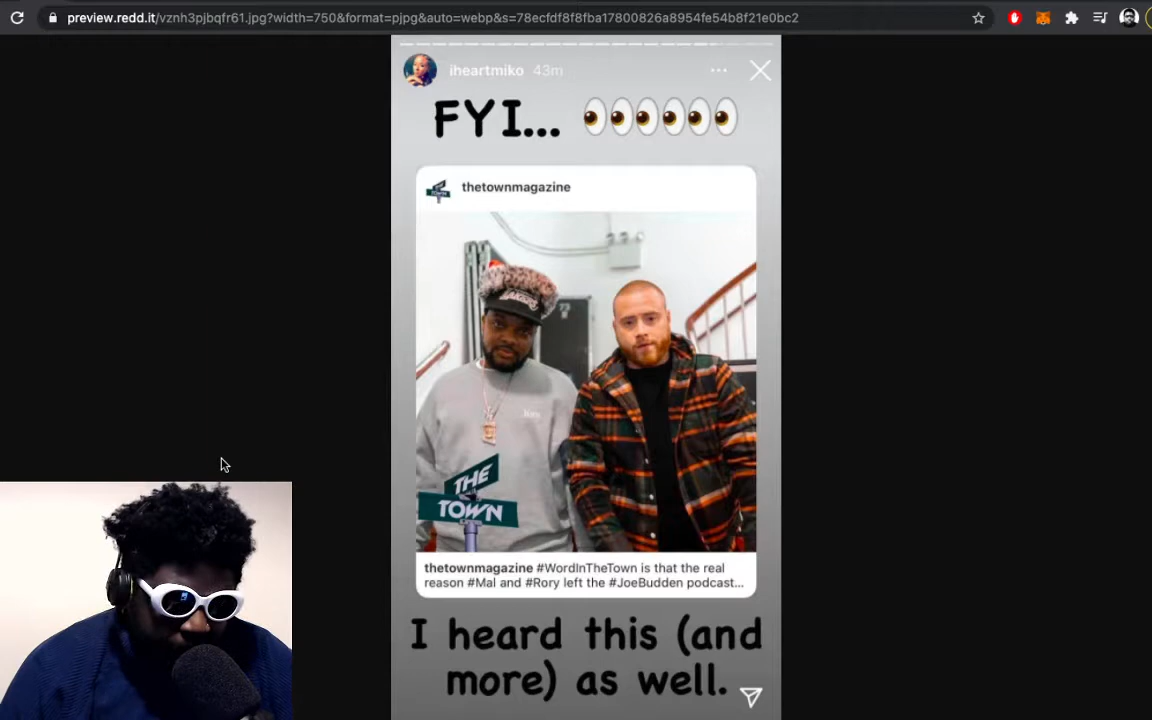 preview.redd.it/vznh3pjbqfr61.jpg?width=750&format=pjpg&auto=webp&s=78ecfdf8f8fba17800826a8954fe54b8f21e0bc2
iheartmiko 43m
FYI... 👀👀👀
thetownmagazine
LAKERS
THE
TOWN
thetownmagazine #WordInTheTown is that the real
reason #Mal and #Rory left the #JoeBudden podcast...
I heard this (and
more) as well.